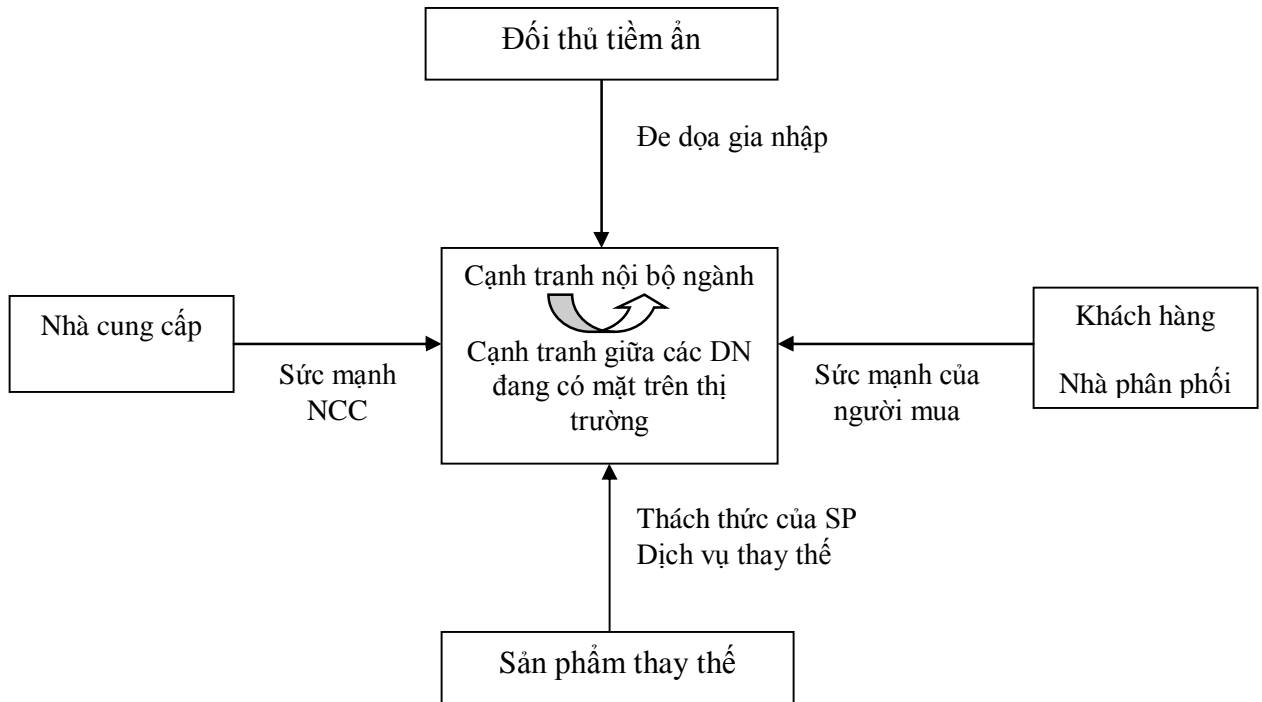 Đối thủ tiềm ẩn
Đe dọa gia nhập
Cạnh tranh nội bộ ngành
Cạnh tranh giữa các DN
đang có mặt trên thị
trường
Nhà cung cấp
Sức mạnh
NCC
Khách hàng
Nhà phân phối
Sức mạnh của
người mua
Thách thức của SP
Dịch vụ thay thế
Sản phẩm thay thế